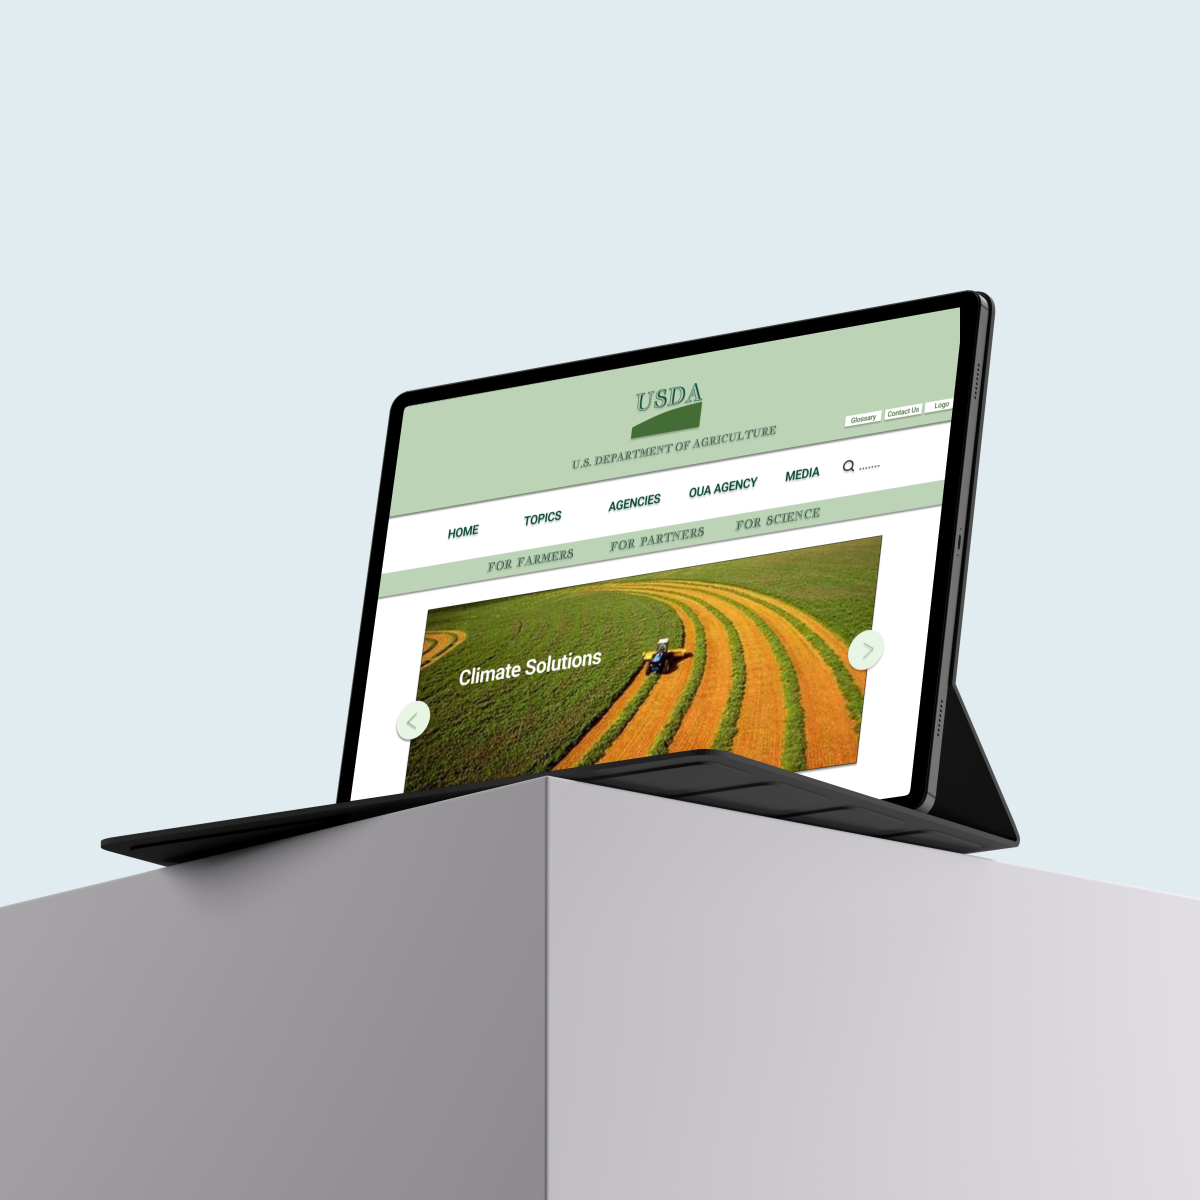 USDA
U.S. DEPARTMENT OF AGRICULTURE
Glossary Contact Us Logo
HOME TOPICS AGENCIES OUA AGENCY MEDIA .......
FOR FARMERS FOR PARTNERS FOR SCIENCE
Climate Solutions
< >